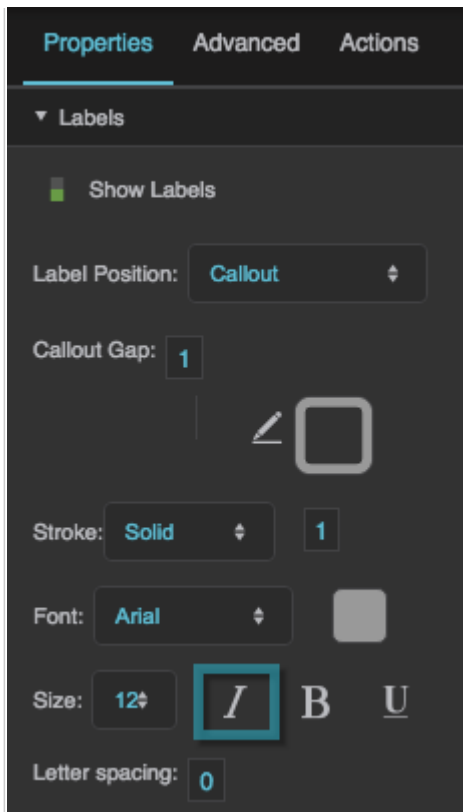 Properties Advanced Actions
Labels
Show Labels
Label Position: Callout
Callout Gap: 1
Stroke: Solid 1
Font: Arial
Size: 12 I B U
Letter spacing: 0